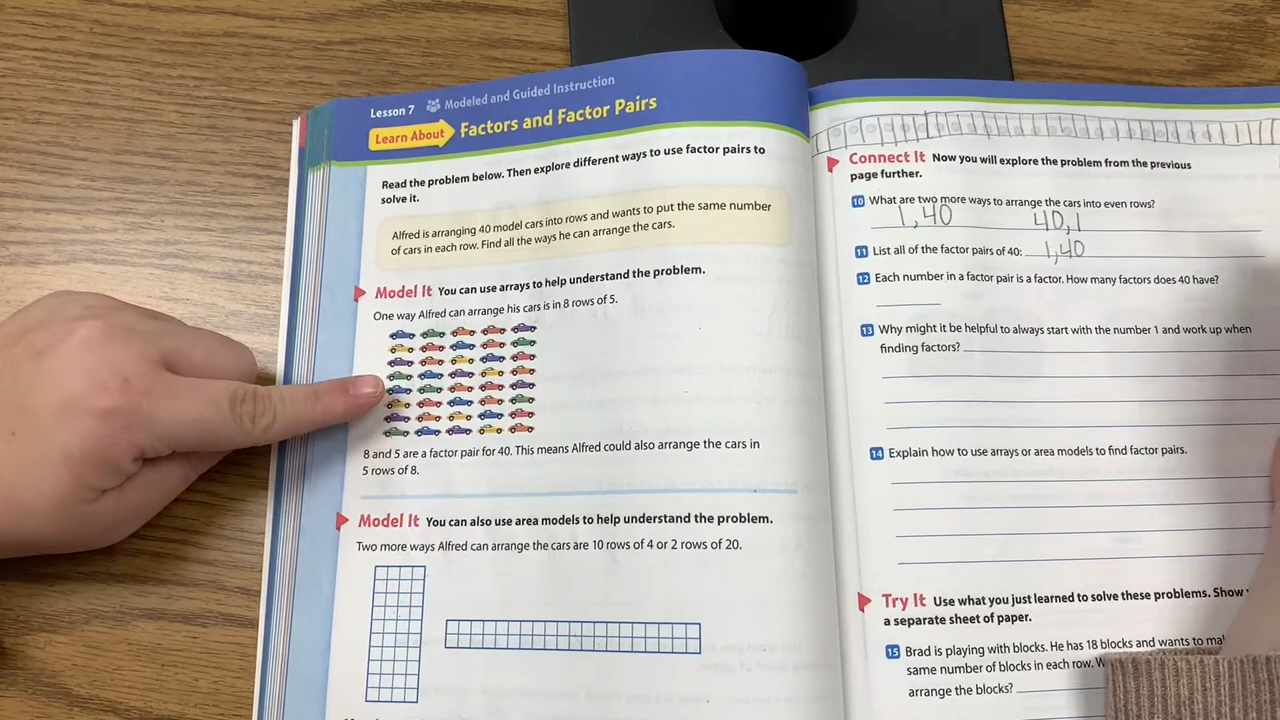 Lesson 7 Modeled and Guided Instruction
Learn About Factors and Factor Pairs
Read the problem below. Then explore different ways to use factor pairs to
solve it.
Alfred is arranging 40 model cars into rows and wants to put the same number
of cars in each row. Find all the ways he can arrange the cars.
Model It You can use arrays to help understand the problem.
One way Alfred can arrange his cars is in 8 rows of 5.
8 and 5 are a factor pair for 40. This means Alfred could also arrange the cars in
5 rows of 8.
Model It You can also use area models to help understand the problem.
Two more ways Alfred can arrange the cars are 10 rows of 4 or 2 rows of 20.
Connect It Now you will explore the problem from the previous
page further.
10 What are two more ways to arrange the cars into even rows?
1,40 40,1
11 List all of the factor pairs of 40: 1,40
12 Each number in a factor pair is a factor. How many factors does 40 have?
13 Why might it be helpful to always start with the number 1 and work up when
finding factors?
14 Explain how to use arrays or area models to find factor pairs.
Try It Use what you just learned to solve these problems. Show
a separate sheet of paper.
15 Brad is playing with blocks. He has 18 blocks and wants to
same number of blocks in each row.
arrange the blocks?